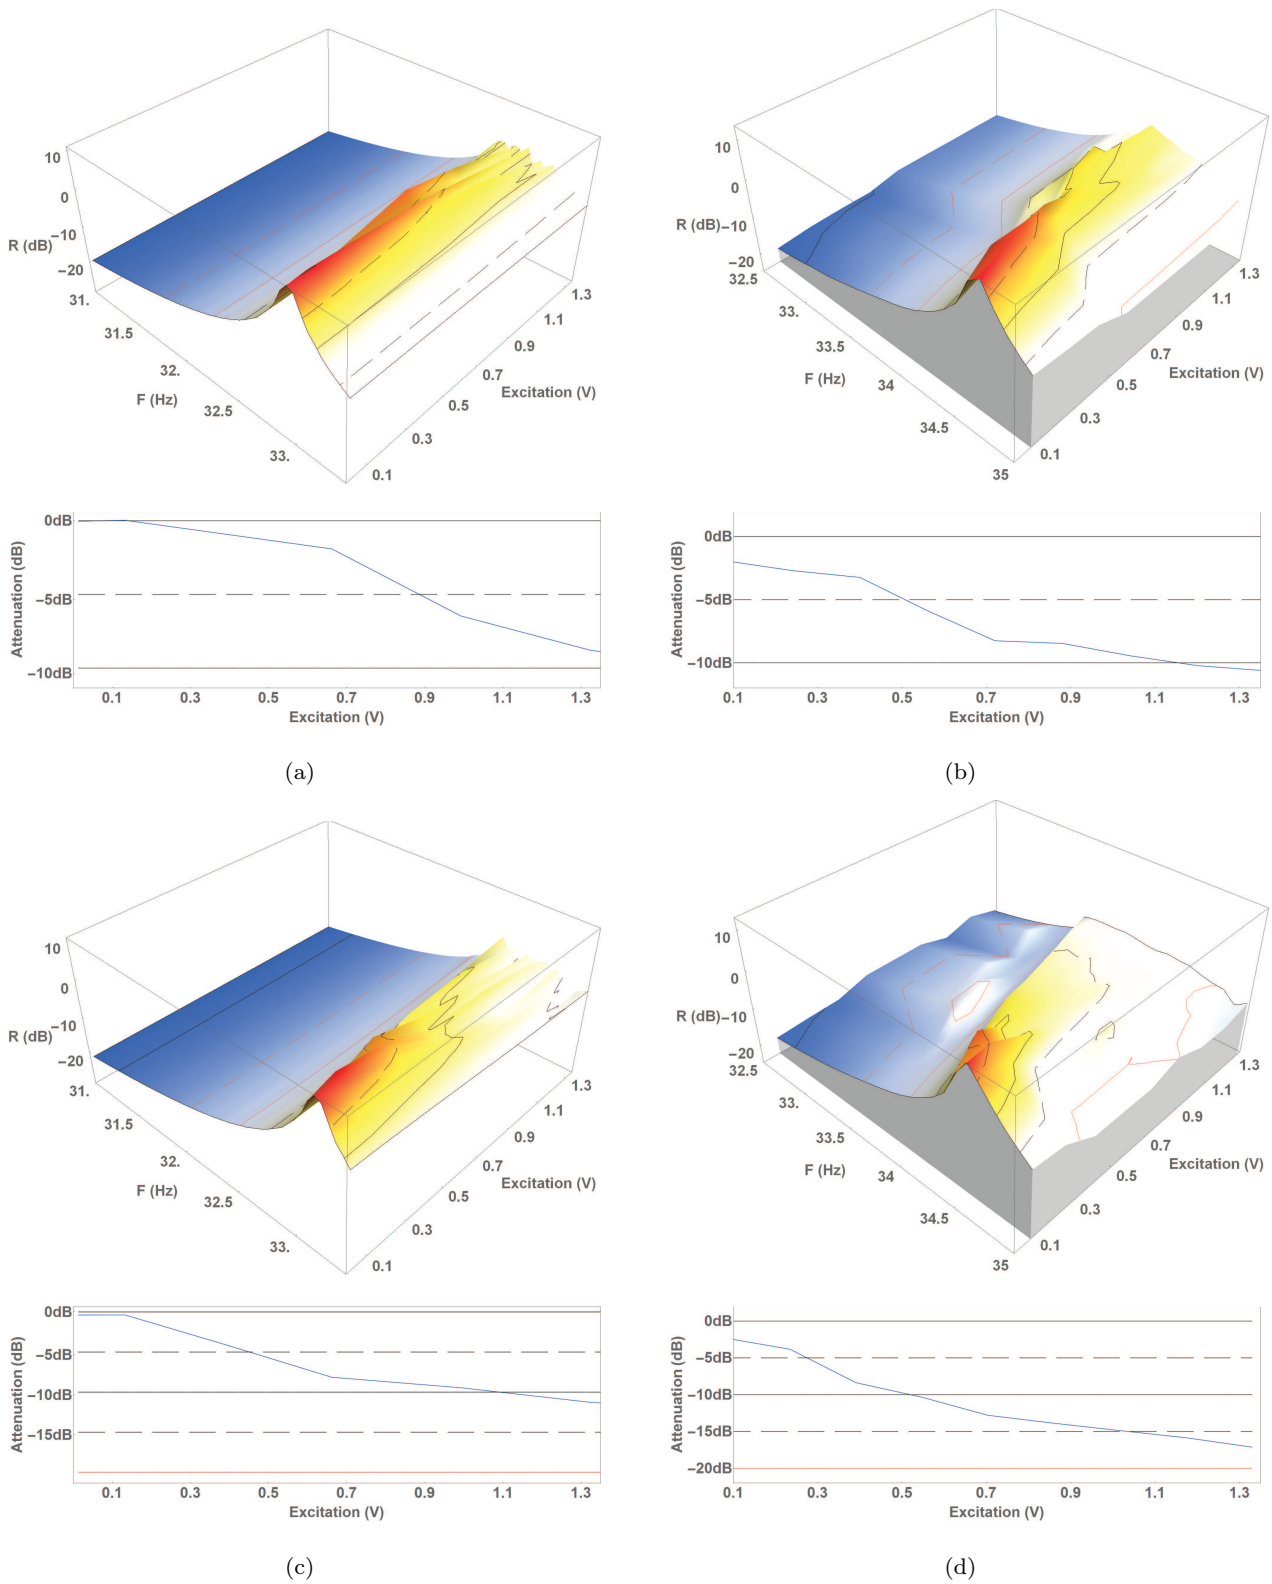 10
0
−10
R (dB)
−20
31.
31.5
32.
F (Hz)
32.5
33.
0.1
0.3
0.5
0.7
0.9
1.1
1.3
Excitation (V)
0dB
−5dB
−10dB
Attenuation (dB)
0.1 0.3 0.5 0.7 0.9 1.1 1.3
Excitation (V)
(a)
10
0
R (dB) −10
−20
32.5
33.
33.5
F (Hz)
34
34.5
35
0.1
0.3
0.5
0.7
0.9
1.1
1.3
Excitation (V)
0dB
−5dB
−10dB
Attenuation (dB)
0.1 0.3 0.5 0.7 0.9 1.1 1.3
Excitation (V)
(b)
10
0
−10
R (dB)
−20
31.
31.5
32.
F (Hz)
32.5
33.
0.1
0.3
0.5
0.7
0.9
1.1
1.3
Excitation (V)
0dB
−5dB
−10dB
−15dB
Attenuation (dB)
0.1 0.3 0.5 0.7 0.9 1.1 1.3
Excitation (V)
(c)
10
0
R (dB) −10
−20
32.5
33.
33.5
F (Hz)
34
34.5
35
0.1
0.3
0.5
0.7
0.9
1.1
1.3
Excitation (V)
0dB
−5dB
−10dB
−15dB
−20dB
Attenuation (dB)
0.1 0.3 0.5 0.7 0.9 1.1 1.3
Excitation (V)
(d)